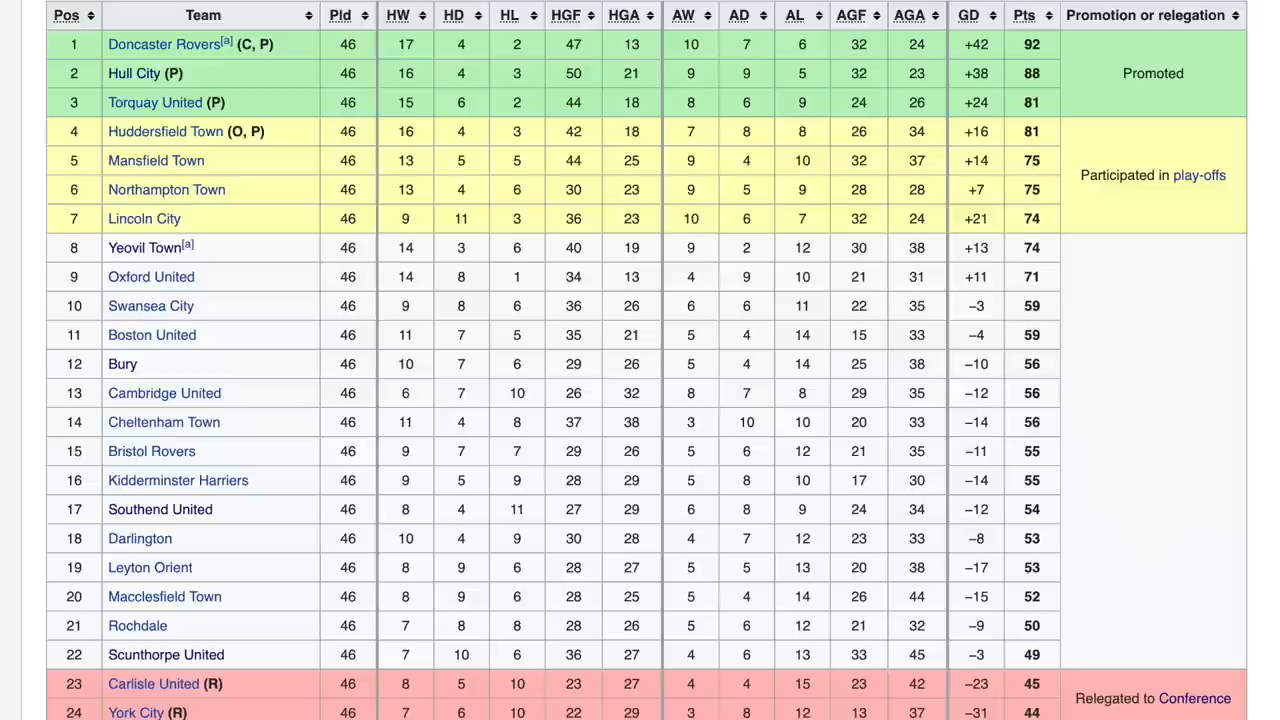 Pos Team Pld HW HD HL HGF HGA AW AD AL AGF AGA GD Pts Promotion or relegation
1 Doncaster Rovers[a] (C, P) 46 17 4 2 47 13 10 7 6 32 24 +42 92
2 Hull City (P) 46 16 4 3 50 21 9 9 5 32 23 +38 88 Promoted
3 Torquay United (P) 46 15 6 2 44 18 8 6 9 24 26 +24 81
4 Huddersfield Town (O, P) 46 16 4 3 42 18 7 8 8 26 34 +16 81
5 Mansfield Town 46 13 5 5 44 25 9 4 10 32 37 +14 75
Participated in play-offs
6 Northampton Town 46 13 4 6 30 23 9 5 9 28 28 +7 75
7 Lincoln City 46 9 11 3 36 23 10 6 7 32 24 +21 74
8 Yeovil Town[a] 46 14 3 6 40 19 9 2 12 30 38 +13 74
9 Oxford United 46 14 8 1 34 13 4 9 10 21 31 +11 71
10 Swansea City 46 9 8 6 36 26 6 6 11 22 35 −3 59
11 Boston United 46 11 7 5 35 21 5 4 14 15 33 −4 59
12 Bury 46 10 7 6 29 26 5 4 14 25 38 −10 56
13 Cambridge United 46 6 7 10 26 32 8 7 8 29 35 −12 56
14 Cheltenham Town 46 11 4 8 37 38 3 10 10 20 33 −14 56
15 Bristol Rovers 46 9 7 7 29 26 5 6 12 21 35 −11 55
16 Kidderminster Harriers 46 9 5 9 28 29 5 8 10 17 30 −14 55
17 Southend United 46 8 4 11 27 29 6 8 9 24 34 −12 54
18 Darlington 46 10 4 9 30 28 4 7 12 23 33 −8 53
19 Leyton Orient 46 8 9 6 28 27 5 5 13 20 38 −17 53
20 Macclesfield Town 46 8 9 6 28 25 5 4 14 26 44 −15 52
21 Rochdale 46 7 8 8 28 26 5 6 12 21 32 −9 50
22 Scunthorpe United 46 7 10 6 36 27 4 6 13 33 45 −3 49
23 Carlisle United (R) 46 8 5 10 23 27 4 4 15 23 42 −23 45
Relegated to Conference
24 York City (R) 46 7 6 10 22 29 3 8 12 13 37 −31 44